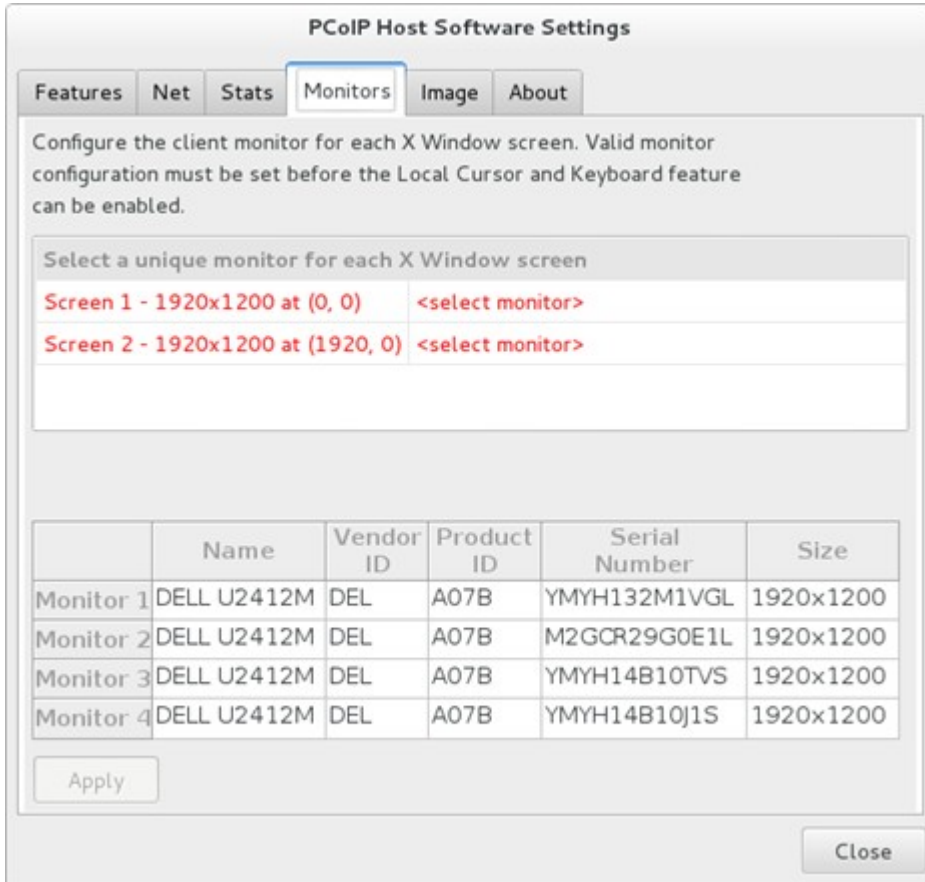 PCoIP Host Software Settings
Features Net Stats Monitors Image About
Configure the client monitor for each X Window screen. Valid monitor
configuration must be set before the Local Cursor and Keyboard feature
can be enabled.
Select a unique monitor for each X Window screen
Screen 1 - 1920x1200 at (0, 0) <select monitor>
Screen 2 - 1920x1200 at (1920, 0) <select monitor>
Name Vendor ID Product ID Serial Number Size
Monitor 1 DELL U2412M DEL A07B YMYH132M1VGL 1920x1200
Monitor 2 DELL U2412M DEL A07B M2GCR29G0E1L 1920x1200
Monitor 3 DELL U2412M DEL A07B YMYH14B10TVS 1920x1200
Monitor 4 DELL U2412M DEL A07B YMYH14B10J1S 1920x1200
Apply
Close